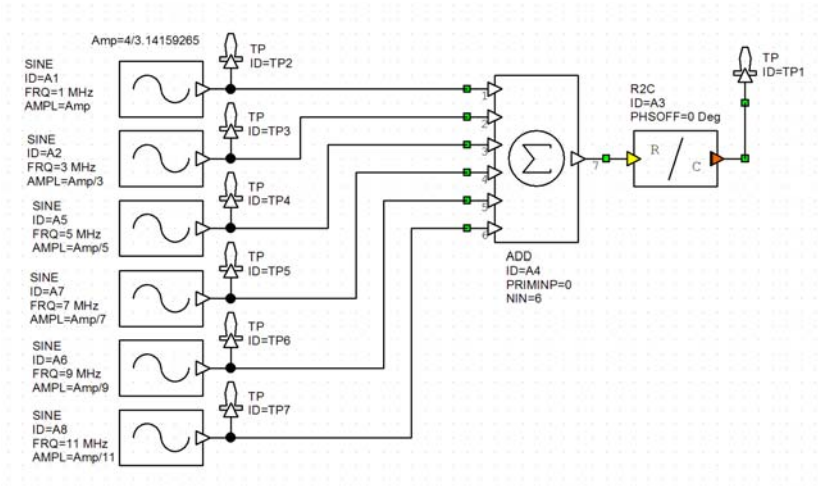 Amp=4/3.14159265
TP
ID=TP2
SINE
ID=A1
FRQ=1 MHz
AMPL=Amp
TP
ID=TP3
SINE
ID=A2
FRQ=3 MHz
AMPL=Amp/3
TP
ID=TP4
SINE
ID=A5
FRQ=5 MHz
AMPL=Amp/5
TP
ID=TP5
SINE
ID=A7
FRQ=7 MHz
AMPL=Amp/7
TP
ID=TP6
SINE
ID=A6
FRQ=9 MHz
AMPL=Amp/9
TP
ID=TP7
SINE
ID=A8
FRQ=11 MHz
AMPL=Amp/11
1
2
3
4
5
6
Σ
7
ADD
ID=A4
PRIMINP=0
NIN=6
R2C
ID=A3
PHSOFF=0 Deg
R / C
TP
ID=TP1